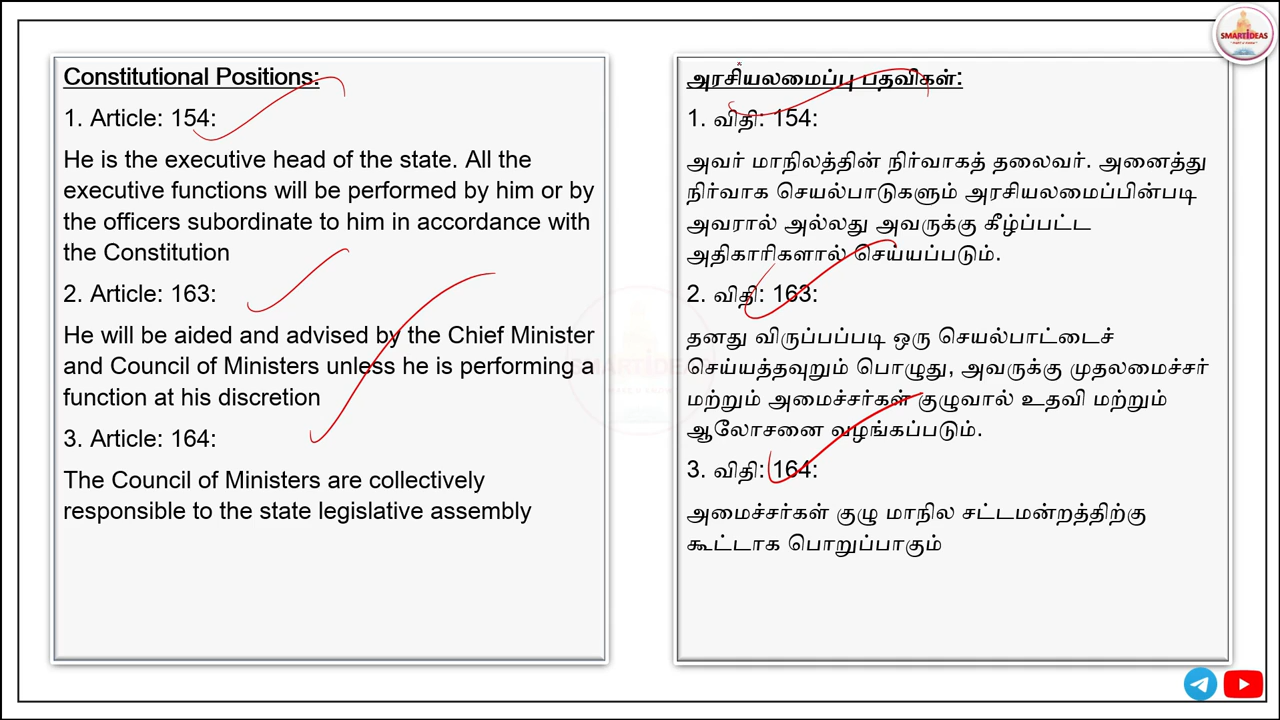 SMARTIDEAS
Constitutional Positions:
1. Article: 154:
He is the executive head of the state. All the
executive functions will be performed by him or by
the officers subordinate to him in accordance with
the Constitution
2. Article: 163:
He will be aided and advised by the Chief Minister
and Council of Ministers unless he is performing a
function at his discretion
3. Article: 164:
The Council of Ministers are collectively
responsible to the state legislative assembly
அரசியலமைப்பு பதவிகள்:
1. விதி: 154:
அவர் மாநிலத்தின் நிர்வாகத் தலைவர். அனைத்து
நிர்வாக செயல்பாடுகளும் அரசியலமைப்பின்படி
அவரால் அல்லது அவருக்கு கீழ்ப்பட்ட
அதிகாரிகளால் செய்யப்படும்.
2. விதி: 163:
தனது விருப்பப்படி ஒரு செயல்பாட்டைச்
செய்யத்தவுறும் பொழுது, அவருக்கு முதலமைச்சர்
மற்றும் அமைச்சர்கள் குழுவால் உதவி மற்றும்
ஆலோசனை வழங்கப்படும்.
3. விதி: 164:
அமைச்சர்கள் குழு மாநில சட்டமன்றத்திற்கு
கூட்டாக பொறுப்பாகும்